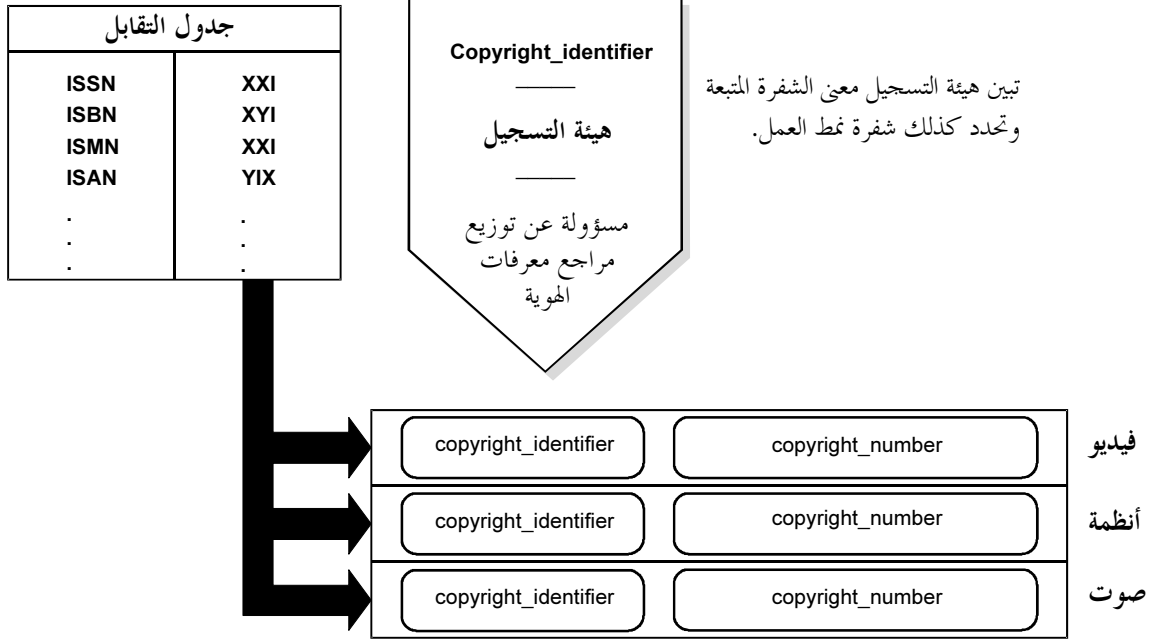 جدول التقابل
ISSN XXI
ISBN XYI
ISMN XXI
ISAN YIX
. .
. .
. .
Copyright_identifier
هيئة التسجيل
مسؤولة عن توزيع
مراجع معرفات
الهوية
تبين هيئة التسجيل معنى الشفرة المتبعة
وتحدد كذلك شفرة نمط العمل.
copyright_identifier copyright_number فيديو
copyright_identifier copyright_number أنظمة
copyright_identifier copyright_number صوت